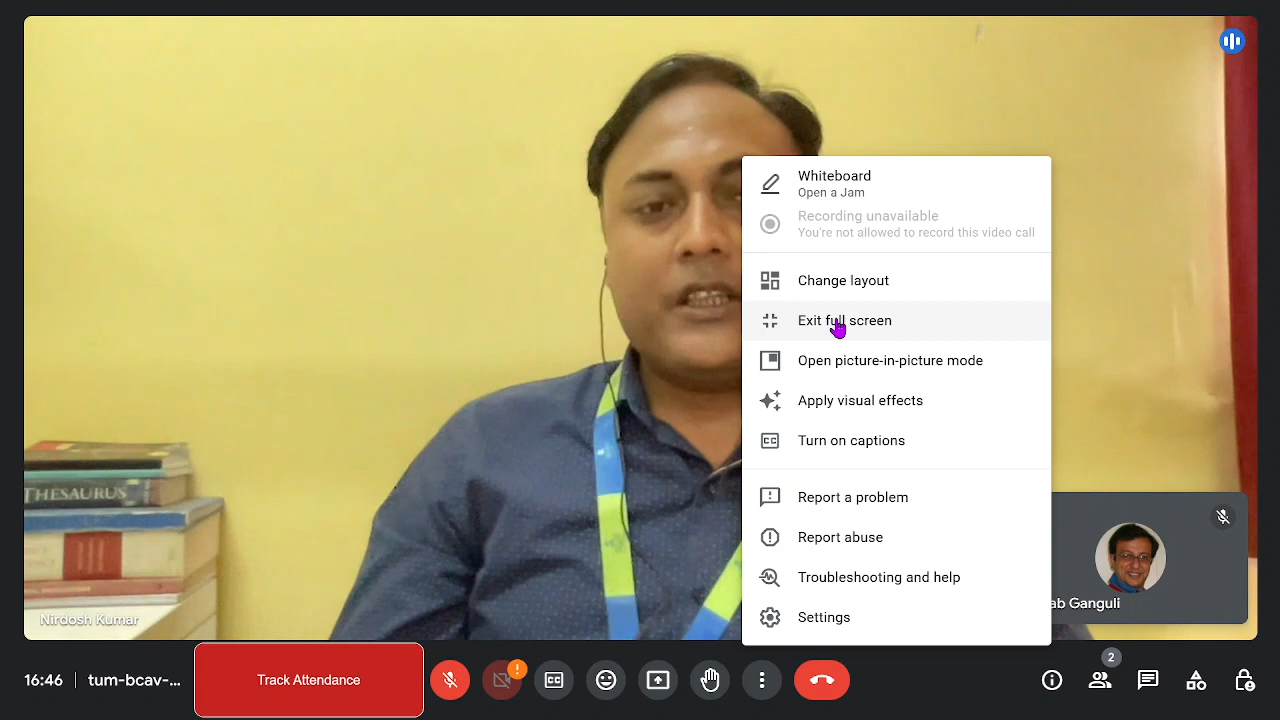 Whiteboard
Open a Jam
Recording unavailable
You're not allowed to record this video call
Change layout
Exit full screen
Open picture-in-picture mode
Apply visual effects
Turn on captions
Report a problem
Report abuse
Troubleshooting and help
Settings
THESAURUS
Nirdosh Kumar
ab Ganguli
16:46
tum-bcav-...
Track Attendance
2